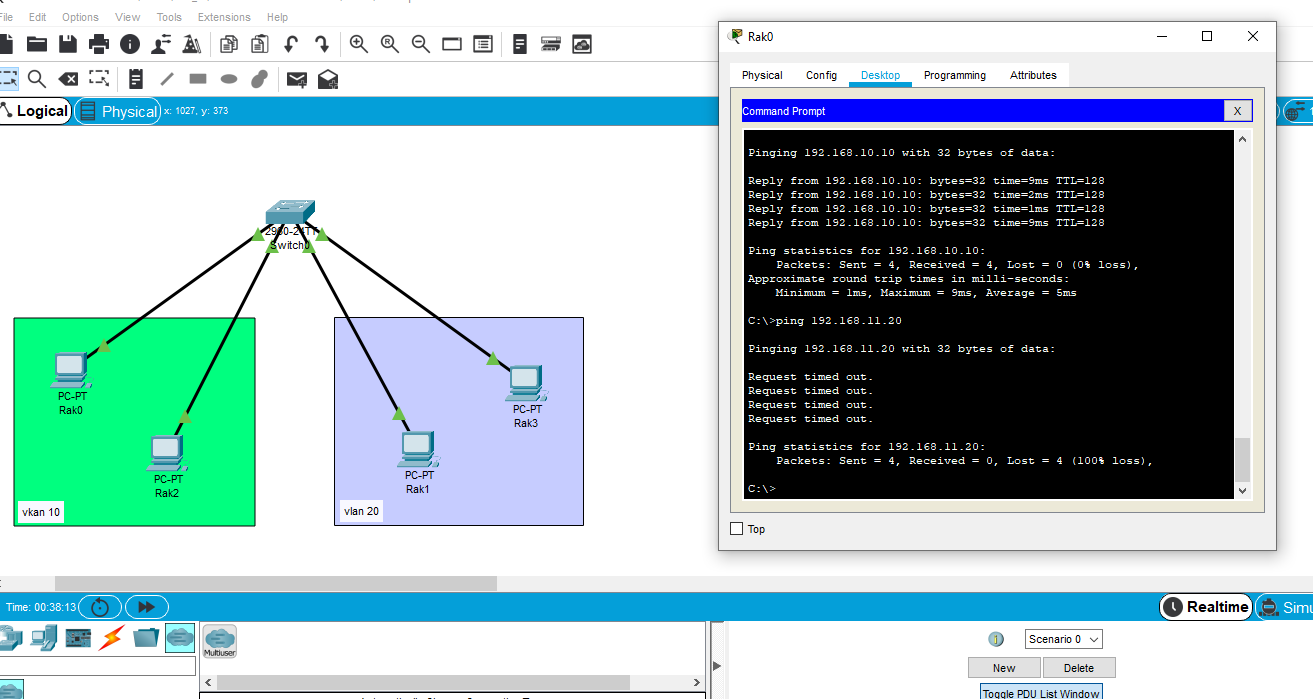 File Edit Options View Tools Extensions Help
Logical Physical x: 1027, y: 373
2960-24TT
Switch0
PC-PT
Rak0
PC-PT
Rak2
vkan 10
PC-PT
Rak3
PC-PT
Rak1
vlan 20
Rak0
Physical Config Desktop Programming Attributes
Command Prompt X
Pinging 192.168.10.10 with 32 bytes of data:
Reply from 192.168.10.10: bytes=32 time=9ms TTL=128
Reply from 192.168.10.10: bytes=32 time=2ms TTL=128
Reply from 192.168.10.10: bytes=32 time=1ms TTL=128
Reply from 192.168.10.10: bytes=32 time=9ms TTL=128
Ping statistics for 192.168.10.10:
Packets: Sent = 4, Received = 4, Lost = 0 (0% loss),
Approximate round trip times in milli-seconds:
Minimum = 1ms, Maximum = 9ms, Average = 5ms
C:\>ping 192.168.11.20
Pinging 192.168.11.20 with 32 bytes of data:
Request timed out.
Request timed out.
Request timed out.
Request timed out.
Ping statistics for 192.168.11.20:
Packets: Sent = 4, Received = 0, Lost = 4 (100% loss),
C:\>
Top
Time: 00:38:13
Realtime Simu
Multiuser
Scenario 0
New Delete
Toggle PDU List Window